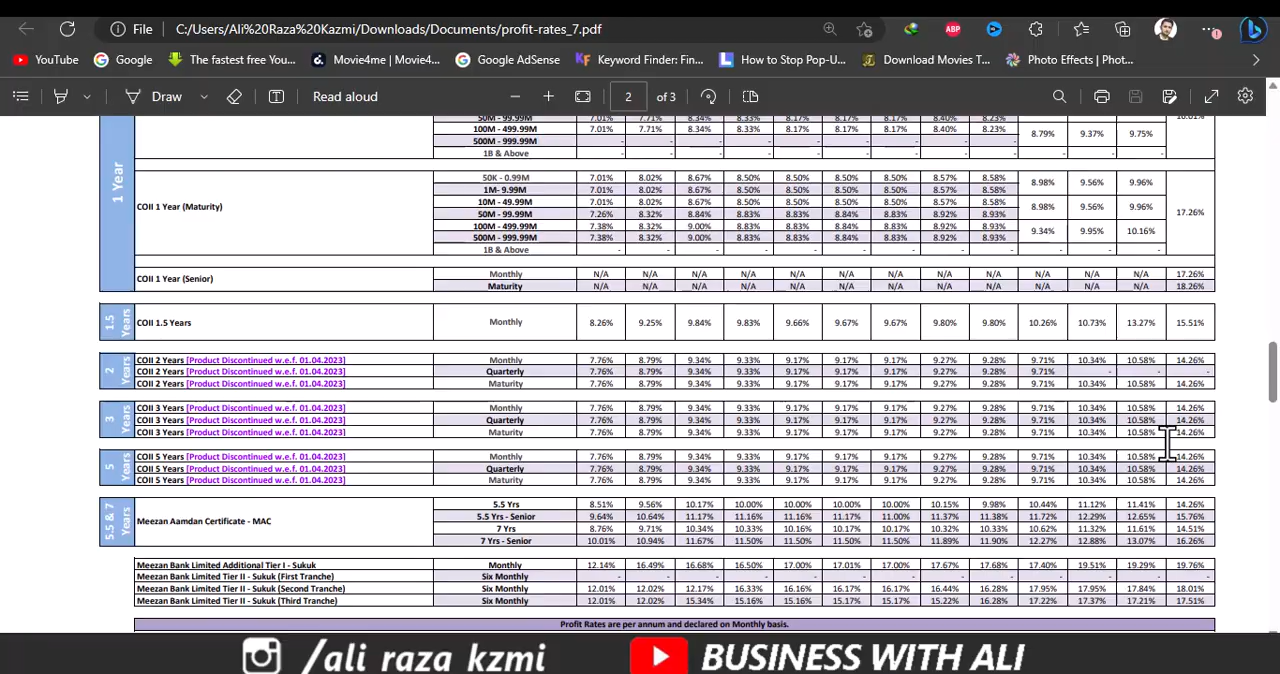 File C:/Users/Ali%20Raza%20Kazmi/Downloads/Documents/profit-rates_7.pdf ABP
YouTube Google The fastest free You... Movie4me | Movie4... Google AdSense Keyword Finder: Fin... How to Stop Pop-U... Download Movies T... Photo Effects | Phot...
Draw Read aloud 2 of 3
50M - 99.99M 7.01% 7.71% 8.34% 8.33% 8.17% 8.17% 8.40% 8.23%
100M - 499.99M 7.01% 7.71% 8.34% 8.33% 8.17% 8.17% 8.40% 8.23% 8.79% 9.37% 9.75%
500M - 999.99M - - - - - - - -
1B & Above - - - - - - - - - - -
1 Year
COII 1 Year (Maturity)
50K - 0.99M 7.01% 8.02% 8.67% 8.50% 8.50% 8.50% 8.57% 8.58% 8.98% 9.56% 9.96%
1M- 9.99M 7.01% 8.02% 8.67% 8.50% 8.50% 8.50% 8.57% 8.58%
10M - 49.99M 7.01% 8.02% 8.67% 8.50% 8.50% 8.50% 8.57% 8.58% 8.98% 9.56% 9.96%
50M - 99.99M 7.26% 8.32% 8.84% 8.83% 8.84% 8.83% 8.92% 8.93% 17.26%
100M - 499.99M 7.38% 8.32% 9.00% 8.83% 8.84% 8.83% 8.92% 8.93% 9.34% 9.95% 10.16%
500M - 999.99M 7.38% 8.32% 9.00% 8.83% 8.84% 8.83% 8.92% 8.93%
1B & Above - - - - - - - - - - -
COII 1 Year (Senior)
Monthly N/A N/A N/A N/A N/A N/A N/A N/A N/A N/A N/A 17.26%
Maturity N/A N/A N/A N/A N/A N/A N/A N/A N/A N/A N/A 18.26%
1.5 Years COII 1.5 Years Monthly 8.26% 9.25% 9.84% 9.83% 9.66% 9.67% 9.67% 9.80% 9.80% 10.26% 10.73% 13.27% 15.51%
2 Years
COII 2 Years [Product Discontinued w.e.f. 01.04.2023] Monthly 7.76% 8.79% 9.34% 9.33% 9.17% 9.17% 9.17% 9.27% 9.28% 9.71% 10.34% 10.58% 14.26%
COII 2 Years [Product Discontinued w.e.f. 01.04.2023] Quarterly 7.76% 8.79% 9.34% 9.33% 9.17% 9.17% 9.17% 9.27% 9.28% 9.71% - - -
COII 2 Years [Product Discontinued w.e.f. 01.04.2023] Maturity 7.76% 8.79% 9.34% 9.33% 9.17% 9.17% 9.17% 9.27% 9.28% 9.71% 10.34% 10.58% 14.26%
3 Years
COII 3 Years [Product Discontinued w.e.f. 01.04.2023] Monthly 7.76% 8.79% 9.34% 9.33% 9.17% 9.17% 9.17% 9.27% 9.28% 9.71% 10.34% 10.58% 14.26%
COII 3 Years [Product Discontinued w.e.f. 01.04.2023] Quarterly 7.76% 8.79% 9.34% 9.33% 9.17% 9.17% 9.17% 9.27% 9.28% 9.71% 10.34% 10.58% 14.26%
COII 3 Years [Product Discontinued w.e.f. 01.04.2023] Maturity 7.76% 8.79% 9.34% 9.33% 9.17% 9.17% 9.17% 9.27% 9.28% 9.71% 10.34% 10.58% 14.26%
5 Years
COII 5 Years [Product Discontinued w.e.f. 01.04.2023] Monthly 7.76% 8.79% 9.34% 9.33% 9.17% 9.17% 9.17% 9.27% 9.28% 9.71% 10.34% 10.58% 14.26%
COII 5 Years [Product Discontinued w.e.f. 01.04.2023] Quarterly 7.76% 8.79% 9.34% 9.33% 9.17% 9.17% 9.17% 9.27% 9.28% 9.71% 10.34% 10.58% 14.26%
COII 5 Years [Product Discontinued w.e.f. 01.04.2023] Maturity 7.76% 8.79% 9.34% 9.33% 9.17% 9.17% 9.17% 9.27% 9.28% 9.71% 10.34% 10.58% 14.26%
5.5 & 7 Years
Meezan Aamdan Certificate - MAC
5.5 Yrs 8.51% 9.56% 10.17% 10.00% 10.00% 10.00% 10.00% 10.15% 9.98% 10.44% 11.12% 11.41% 14.26%
5.5 Yrs - Senior 9.64% 10.64% 11.17% 11.16% 11.16% 11.17% 11.00% 11.37% 11.38% 11.72% 12.29% 12.65% 15.76%
7 Yrs 8.76% 9.71% 10.34% 10.33% 10.16% 10.17% 10.17% 10.32% 10.33% 10.62% 11.32% 11.61% 14.51%
7 Yrs - Senior 10.01% 10.94% 11.67% 11.50% 11.50% 11.50% 11.50% 11.89% 11.90% 12.27% 12.88% 13.07% 16.26%
Meezan Bank Limited Additional Tier I - Sukuk Monthly 12.14% 16.49% 16.68% 16.50% 17.00% 17.01% 17.00% 17.67% 17.68% 17.40% 19.51% 19.29% 19.76%
Meezan Bank Limited Tier II - Sukuk (First Tranche) Six Monthly - - - - - - - - - - - - -
Meezan Bank Limited Tier II - Sukuk (Second Tranche) Six Monthly 12.01% 12.02% 12.17% 16.33% 16.16% 16.17% 16.17% 16.44% 16.28% 17.95% 17.95% 17.84% 18.01%
Meezan Bank Limited Tier II - Sukuk (Third Tranche) Six Monthly 12.01% 12.02% 15.34% 15.16% 15.16% 15.17% 15.17% 15.22% 16.28% 17.22% 17.37% 17.21% 17.51%
Profit Rates are per annum and declared on Monthly basis.
/ali raza kzmi BUSINESS WITH ALI